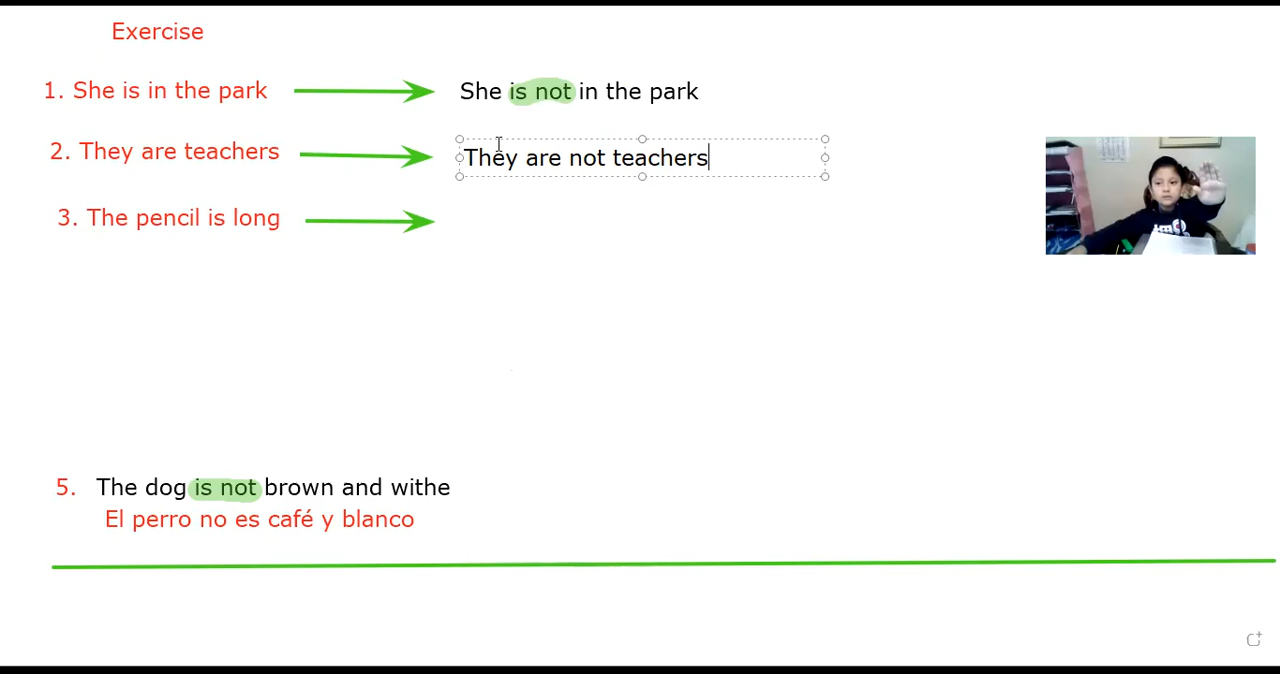 Exercise
1. She is in the park She is not in the park
2. They are teachers They are not teachers
3. The pencil is long
5. The dog is not brown and withe
El perro no es café y blanco